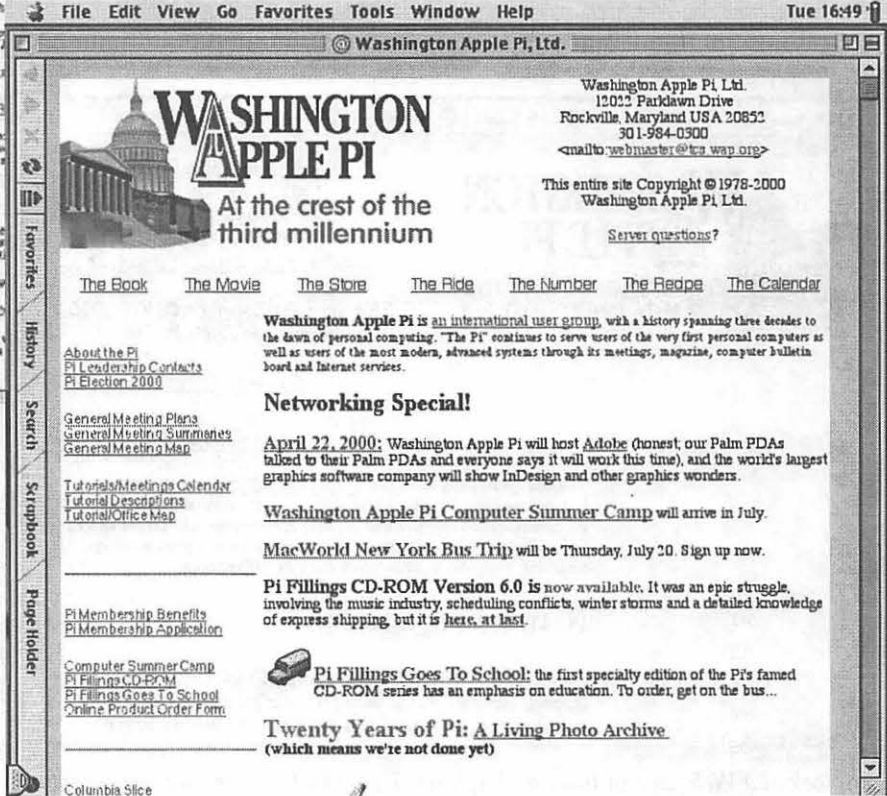 File Edit View Go Favorites Tools Window Help Tue 16:49
@ Washington Apple Pi, Ltd.
WASHINGTON
APPLE PI
At the crest of the
third millennium
Washington Apple Pi, Ltd.
12022 Parklawn Drive
Rockville, Maryland USA 20852
301-984-0300
<mailto:webmaster@tcs.wap.org>
This entire site Copyright ©1978-2000
Washington Apple Pi, Ltd.
Server questions?
The Book The Movie The Store The Ride The Number The Recipe The Calendar
Favorites
History
Search
Scrapbook
Page Holder
About the Pi
Pi Leadership Contacts
Pi Election 2000
General Meeting Plans
General Meeting Summaries
General Meeting Map
Tutorials/Meetings Calendar
Tutorial Descriptions
Tutorial/Office Map
Pi Membership Benefits
Pi Membership Application
Computer Summer Camp
Pi Fillings CD-ROM
Pi Fillings Goes To School
Online Product Order Form
Columbia Slice
Washington Apple Pi is an international user group, with a history spanning three decades to
the dawn of personal computing. "The Pi" continues to serve users of the very first personal computers as
well as users of the most modern, advanced systems through its meetings, magazine, computer bulletin
board and Internet services.
Networking Special!
April 22, 2000: Washington Apple Pi will host Adobe (honest; our Palm PDAs
talked to their Palm PDAs and everyone says it will work this time), and the world's largest
graphics software company will show InDesign and other graphics wonders.
Washington Apple Pi Computer Summer Camp will arrive in July.
MacWorld New York Bus Trip will be Thursday, July 20. Sign up now.
Pi Fillings CD-ROM Version 6.0 is now available. It was an epic struggle,
involving the music industry, scheduling conflicts, winter storms and a detailed knowledge
of express shipping, but it is here, at last.
Pi Fillings Goes To School: the first specialty edition of the Pi's famed
CD-ROM series has an emphasis on education. To order, get on the bus...
Twenty Years of Pi: A Living Photo Archive
(which means we're not done yet)